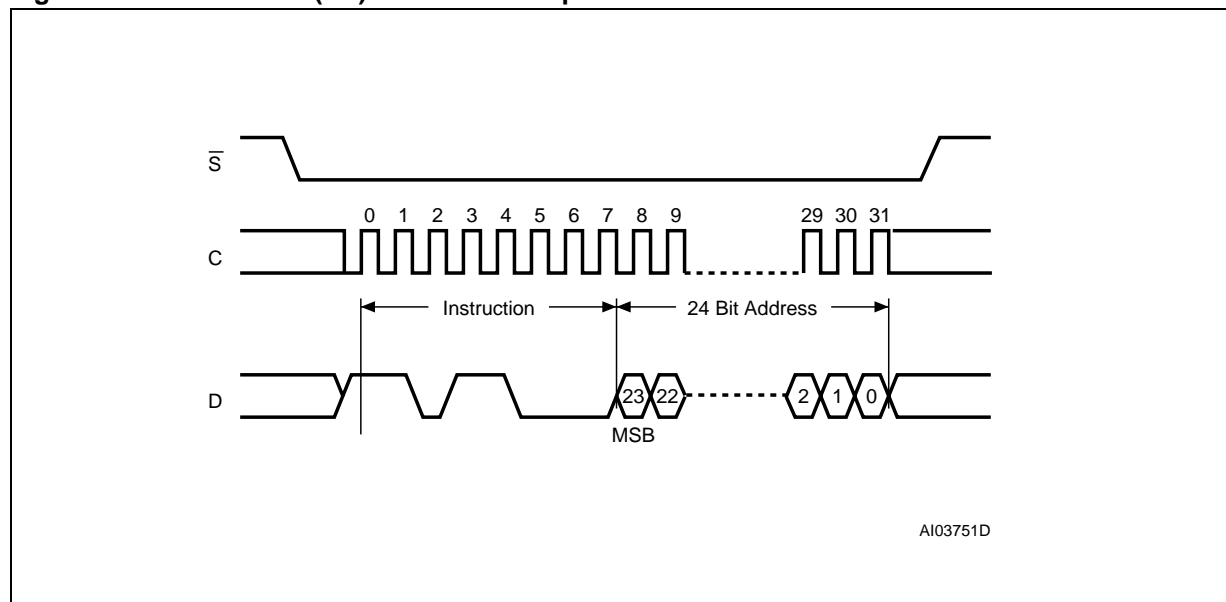 S̅
0 1 2 3 4 5 6 7 8 9 29 30 31
C
Instruction 24 Bit Address
D
23 22 2 1 0
MSB
AI03751D